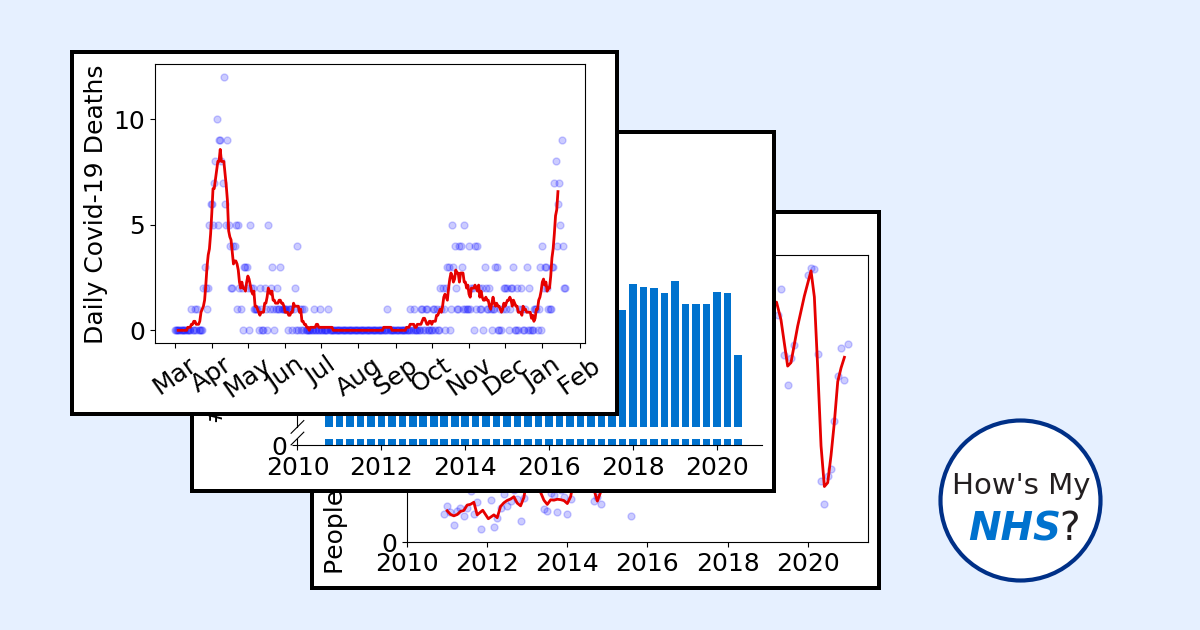 Daily Covid-19 Deaths
10
5
0
Mar Apr May Jun Jul Aug Sep Oct Nov Dec Jan Feb
0
2010 2012 2014 2016 2018 2020
People
0
2010 2012 2014 2016 2018 2020
How's My
NHS?